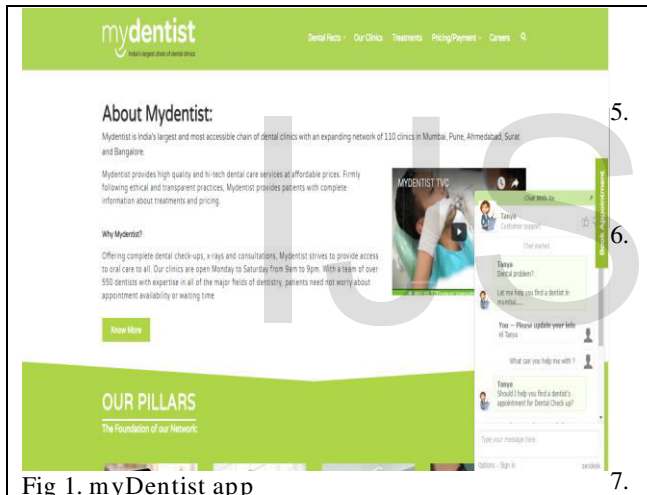 mydentist
India's largest chain of dental clinics
Dental Facts Our Clinics Treatments Pricing/Payment Careers
About Mydentist:
Mydentist is India's largest and most accessible chain of dental clinics with an expanding network of 110 clinics in Mumbai, Pune, Ahmedabad, Surat
and Bangalore.
Mydentist provides high quality and hi-tech dental care services at affordable prices. Firmly
following ethical and transparent practices, Mydentist provides patients with complete
information about treatments and pricing.
Why Mydentist?
Offering complete dental check-ups, x-rays and consultations, Mydentist strives to provide access
to oral care to all. Our clinics are open Monday to Saturday from 9am to 9pm. With a team of over
550 dentists with expertise in all of the major fields of dentistry, patients need not worry about
appointment availability or waiting time
Know More
MYDENTIST TVC
Book Appointment
Chat with Us
Tanya
Customer support
Chat started
Tanya
Dental problem?
Let me help you find a dentist in
mumbai.....
You - Please update your info
Hi Tanya
What can you help me with ?
Tanya
Should I help you find a dentist's
appointment for Dental Check up?
Type your message here
Options - Sign in
zendesk
OUR PILLARS
The Foundation of our Network:
IJS
5.
6.
7.
Fig 1. myDentist app